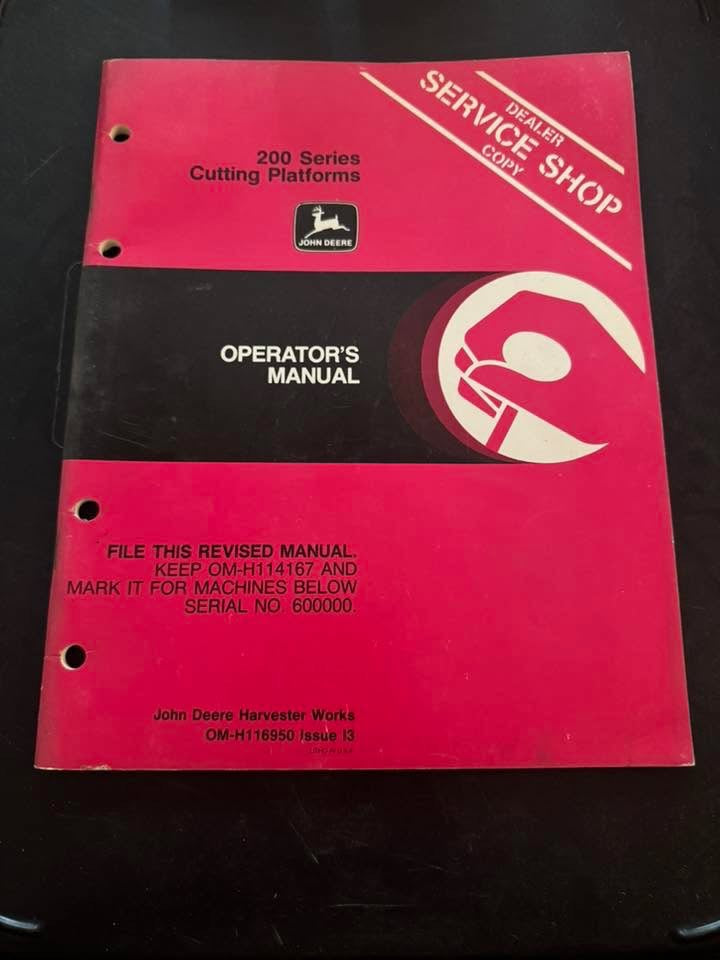 DEALER
SERVICE SHOP
COPY
200 Series
Cutting Platforms
JOHN DEERE
OPERATOR'S
MANUAL
FILE THIS REVISED MANUAL.
KEEP OM-H114167 AND
MARK IT FOR MACHINES BELOW
SERIAL NO. 600000.
John Deere Harvester Works
OM-H116950 Issue I3